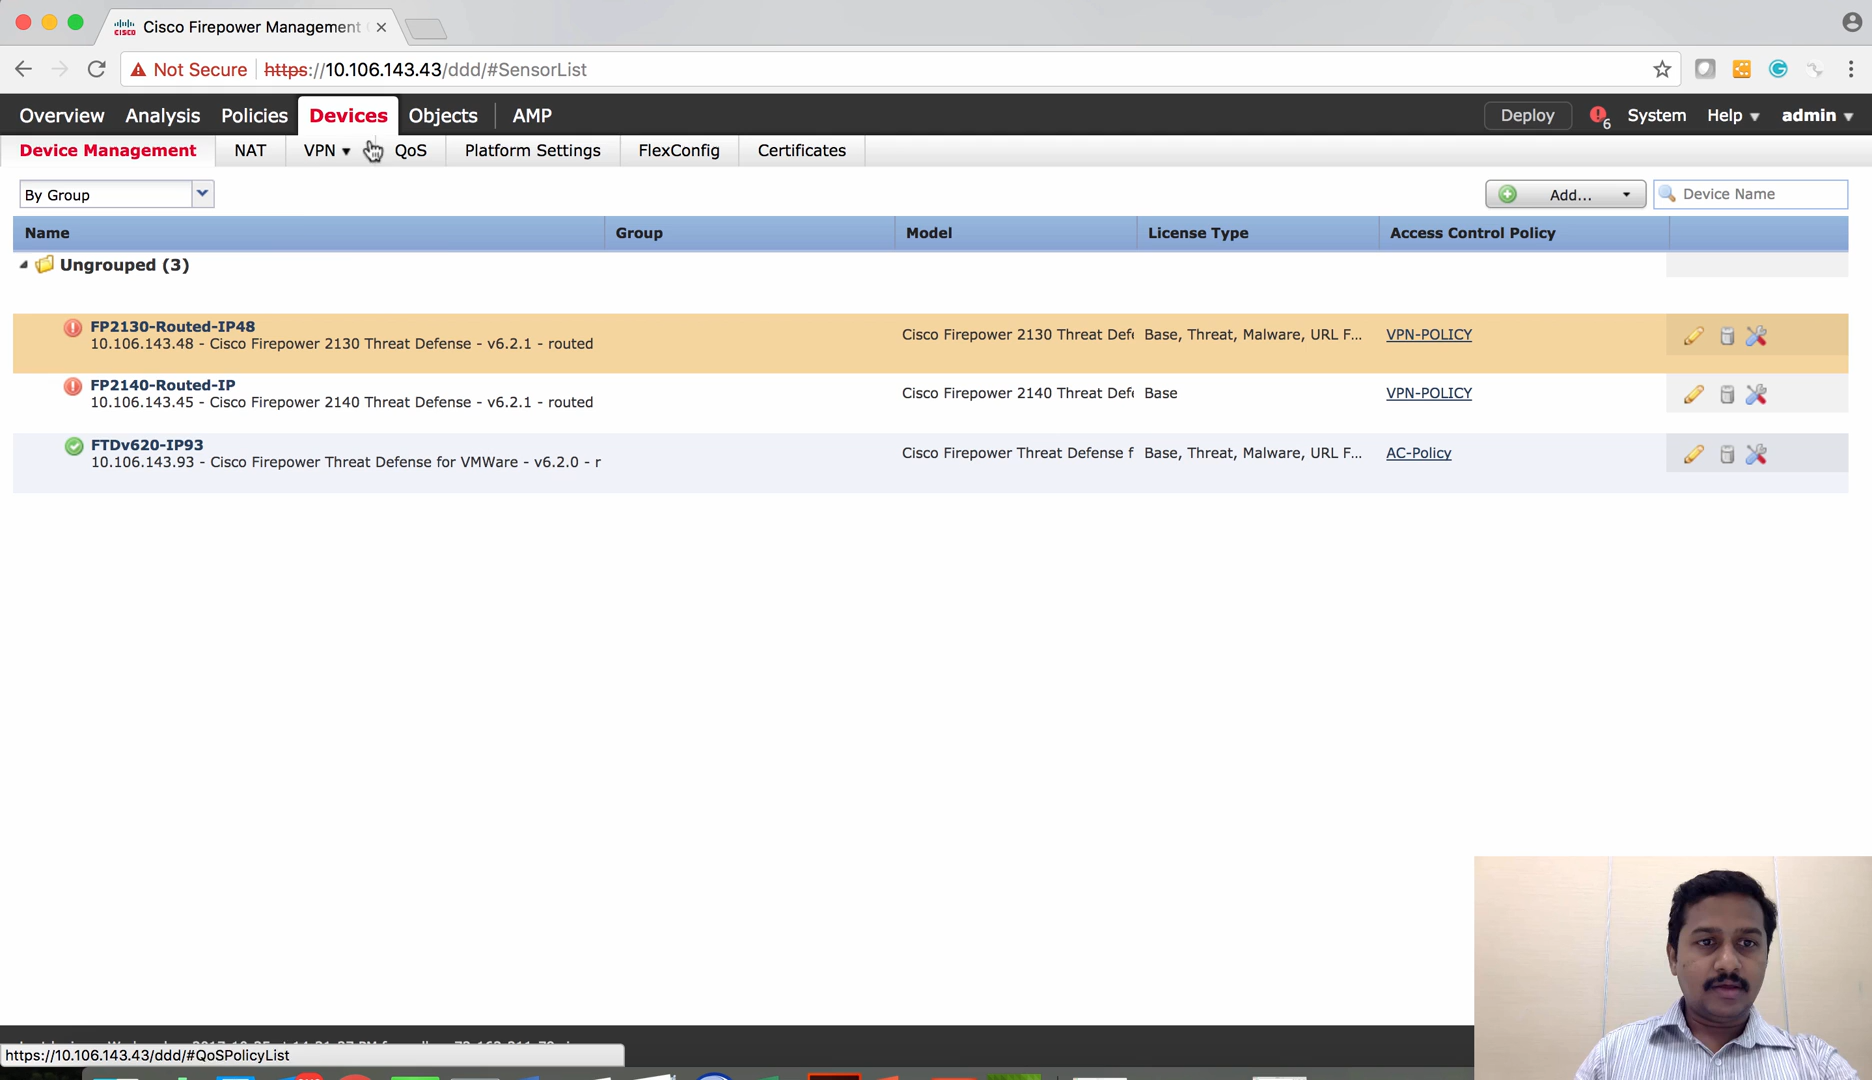 Cisco Firepower Management
cisco
Not Secure
https://10.106.143.43/ddd/#SensorList
Overview Analysis Policies Devices Objects AMP Deploy 6 System Help admin
Device Management NAT VPN QoS Platform Settings FlexConfig Certificates
By Group Add... Device Name
Name Group Model License Type Access Control Policy
Ungrouped (3)
FP2130-Routed-IP48
10.106.143.48 - Cisco Firepower 2130 Threat Defense - v6.2.1 - routed
Cisco Firepower 2130 Threat Def Base, Threat, Malware, URL F... VPN-POLICY
FP2140-Routed-IP
10.106.143.45 - Cisco Firepower 2140 Threat Defense - v6.2.1 - routed
Cisco Firepower 2140 Threat Def Base VPN-POLICY
FTDv620-IP93
10.106.143.93 - Cisco Firepower Threat Defense for VMWare - v6.2.0 - r
Cisco Firepower Threat Defense f Base, Threat, Malware, URL F... AC-Policy
https://10.106.143.43/ddd/#QoSPolicyList